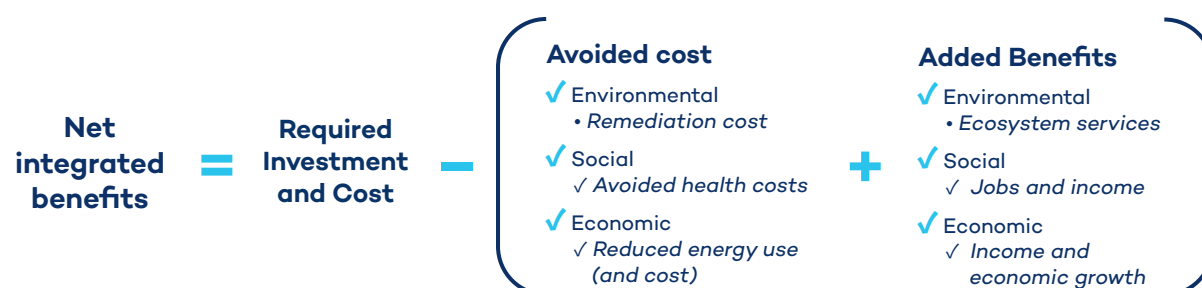 Net
integrated
benefits
=
Required
Investment
and Cost
−
Avoided cost
✓ Environmental
• Remediation cost
✓ Social
✓ Avoided health costs
✓ Economic
✓ Reduced energy use
(and cost)
+
Added Benefits
✓ Environmental
• Ecosystem services
✓ Social
✓ Jobs and income
✓ Economic
✓ Income and
economic growth